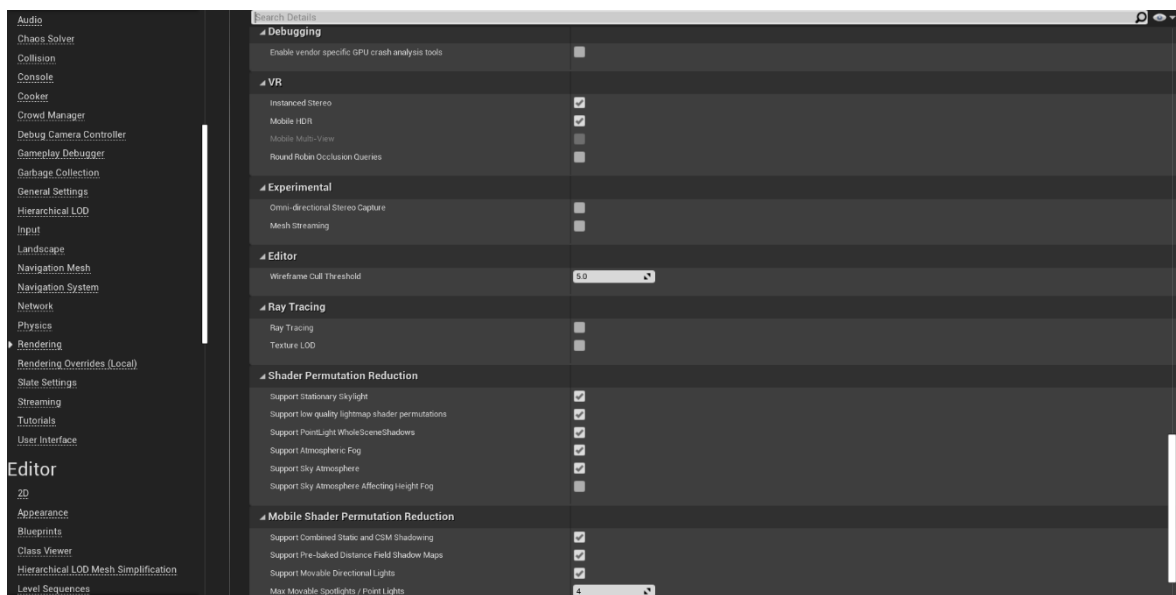 Audio
Chaos Solver
Collision
Console
Cooker
Crowd Manager
Debug Camera Controller
Gameplay Debugger
Garbage Collection
General Settings
Hierarchical LOD
Input
Landscape
Navigation Mesh
Navigation System
Network
Physics
Rendering
Rendering Overrides (Local)
Slate Settings
Streaming
Tutorials
User Interface
Editor
2D
Appearance
Blueprints
Class Viewer
Hierarchical LOD Mesh Simplification
Level Sequences
Search Details
Debugging
Enable vendor specific GPU crash analysis tools
VR
Instanced Stereo
Mobile HDR
Mobile Multi-View
Round Robin Occlusion Queries
Experimental
Omni-directional Stereo Capture
Mesh Streaming
Editor
Wireframe Cull Threshold 5.0
Ray Tracing
Ray Tracing
Texture LOD
Shader Permutation Reduction
Support Stationary Skylight
Support low quality lightmap shader permutations
Support PointLight WholeSceneShadows
Support Atmospheric Fog
Support Sky Atmosphere
Support Sky Atmosphere Affecting Height Fog
Mobile Shader Permutation Reduction
Support Combined Static and CSM Shadowing
Support Pre-baked Distance Field Shadow Maps
Support Movable Directional Lights
Max Movable Spotlights / Point Lights 4